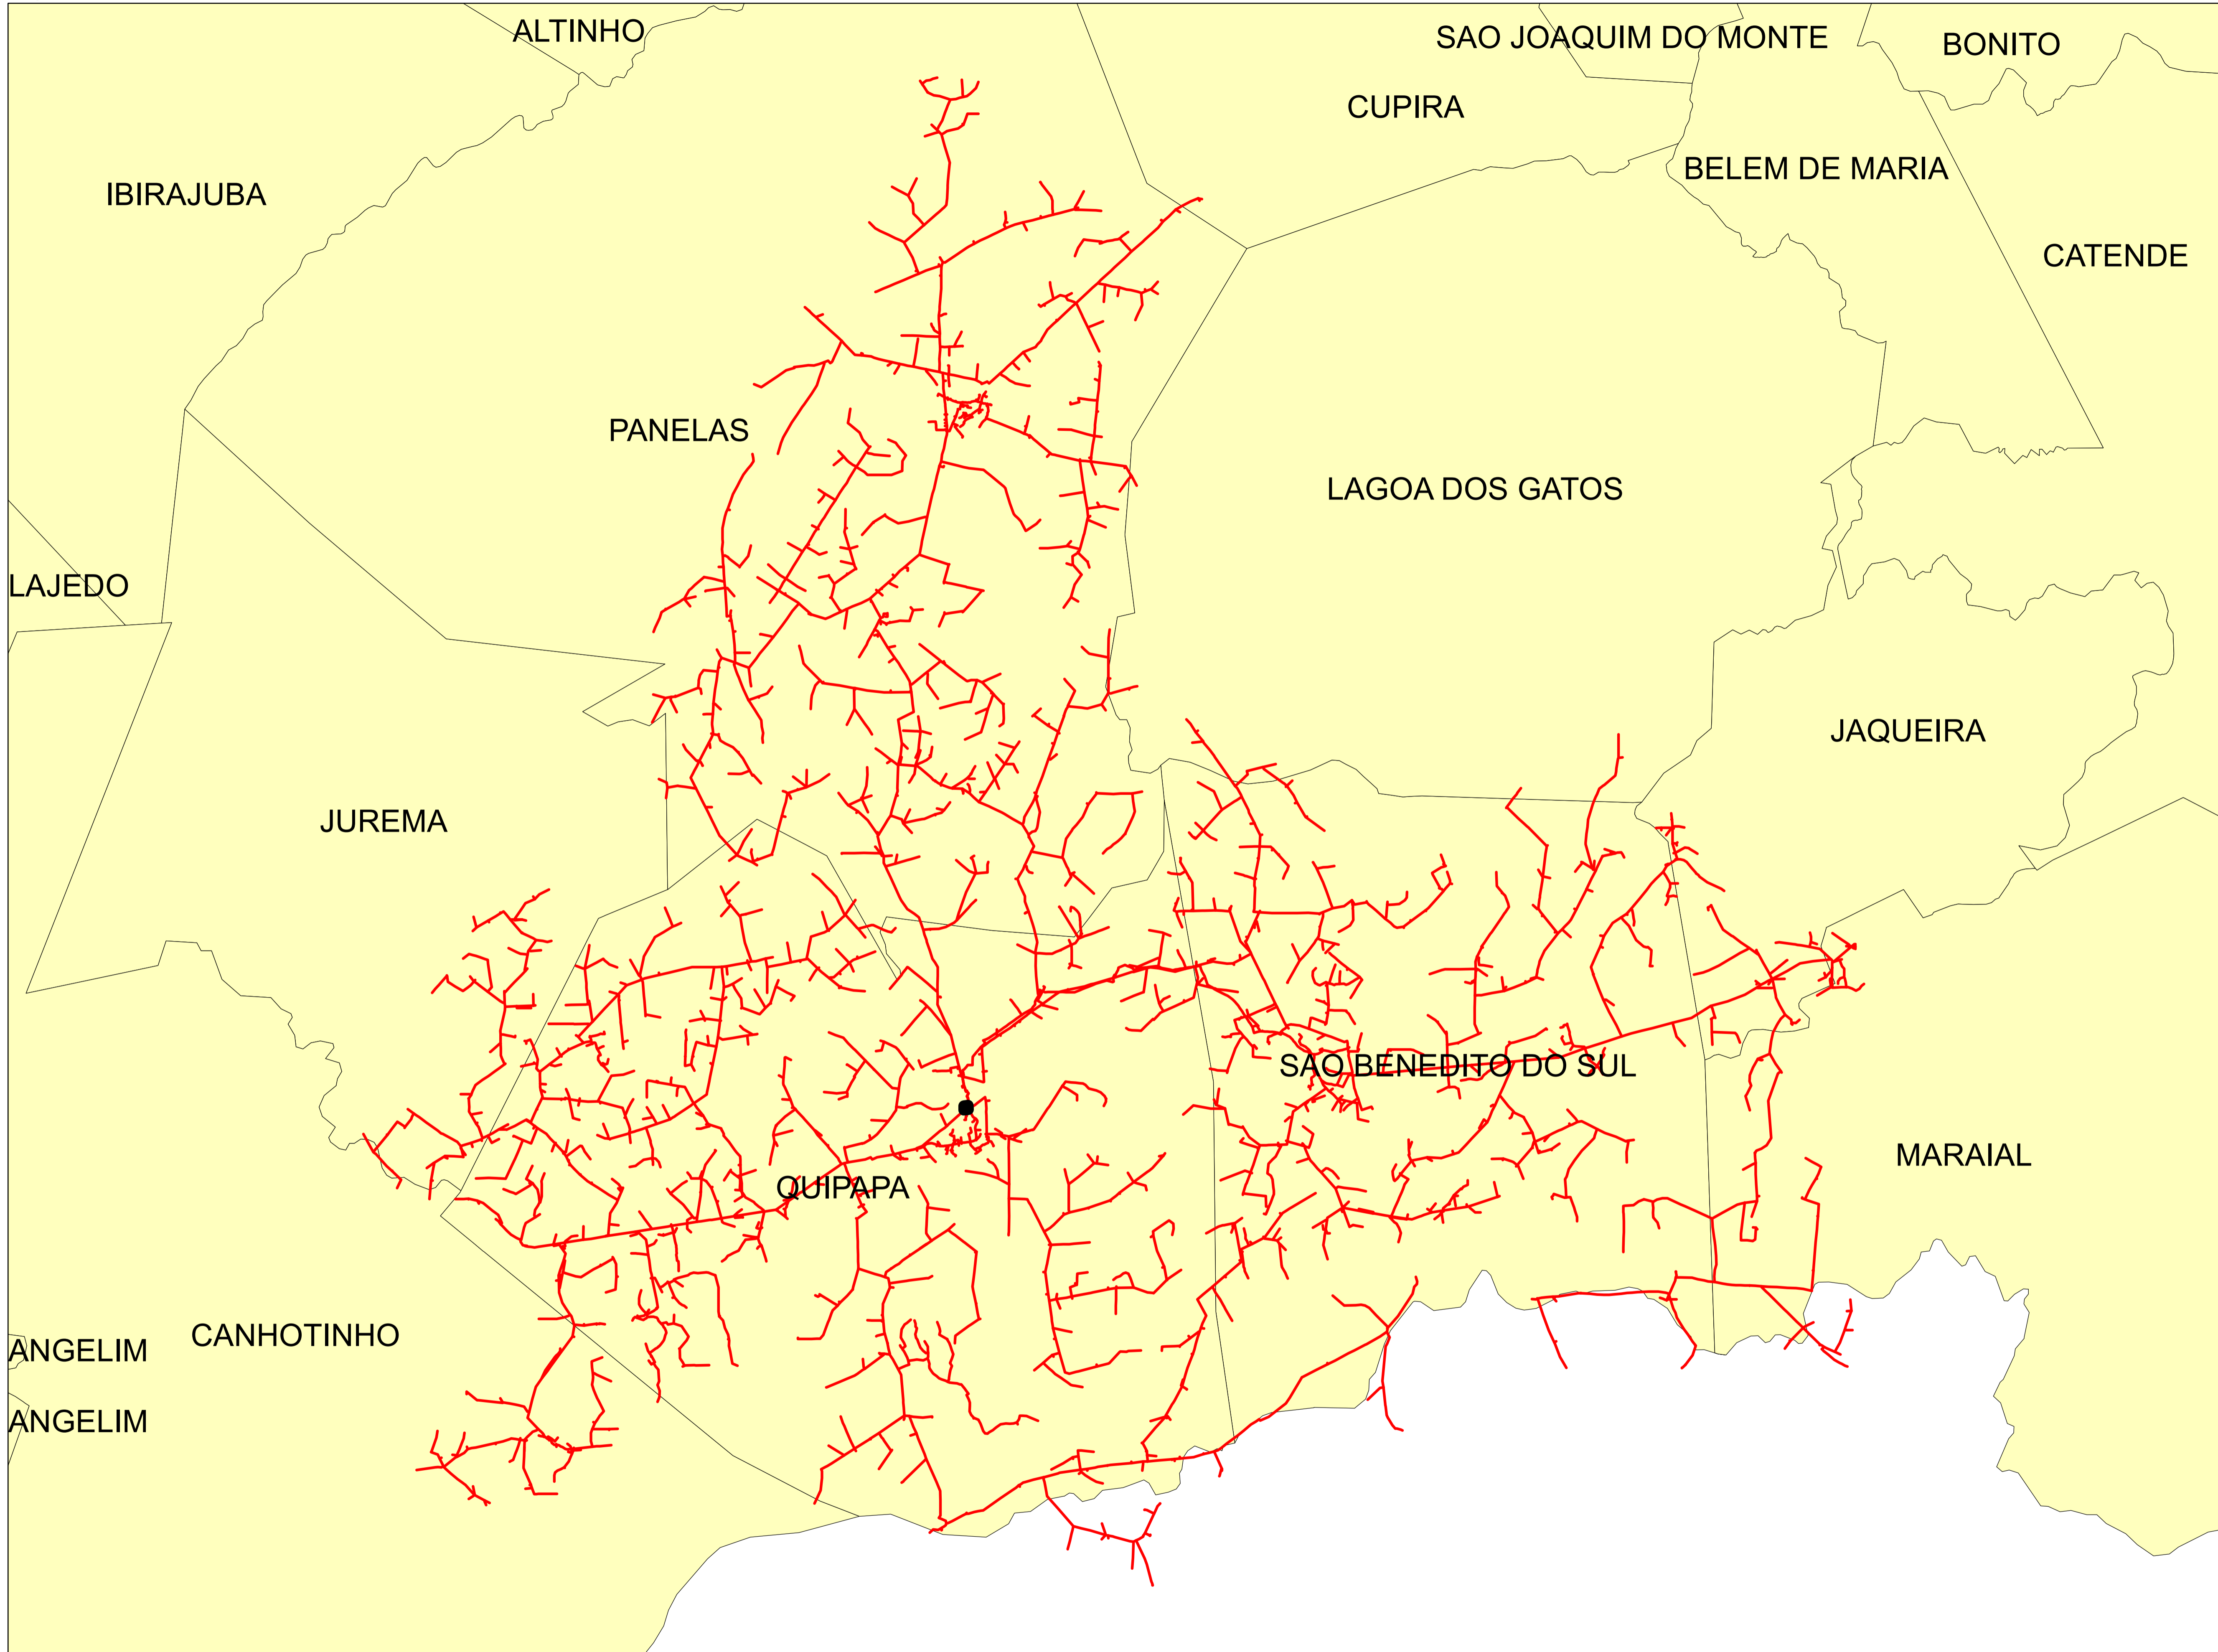 ALTINHO
SAO JOAQUIM DO MONTE
BONITO
CUPIRA
BELEM DE MARIA
IBIRAJUBA
CATENDE
PANELAS
LAGOA DOS GATOS
LAJEDO
JAQUEIRA
JUREMA
SAO BENEDITO DO SUL
MARAIAL
QUIPAPA
CANHOTINHO
ANGELIM
ANGELIM